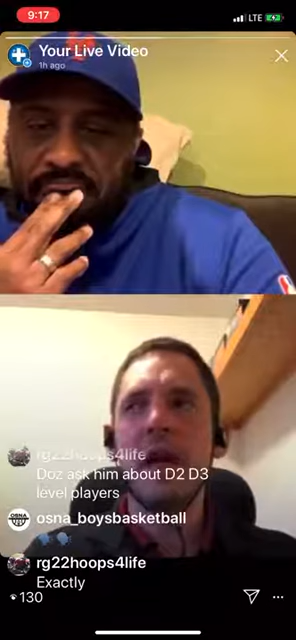 9:17
LTE
Your Live Video
1h ago
rg22hoops4life
Doz ask him about D2 D3
level players
OSNA
osna_boysbasketball
rg22hoops4life
Exactly
130